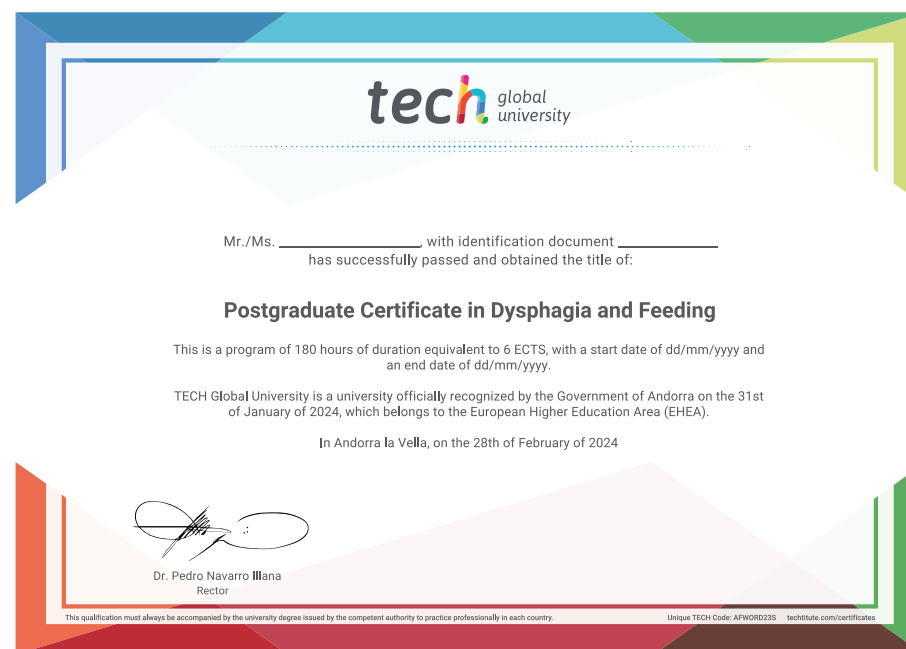 tech global
university
Mr./Ms. ____________, with identification document ________
has successfully passed and obtained the title of:
Postgraduate Certificate in Dysphagia and Feeding
This is a program of 180 hours of duration equivalent to 6 ECTS, with a start date of dd/mm/yyyy and
an end date of dd/mm/yyyy.
TECH Global University is a university officially recognized by the Government of Andorra on the 31st
of January of 2024, which belongs to the European Higher Education Area (EHEA).
In Andorra la Vella, on the 28th of February of 2024
Dr. Pedro Navarro Illana
Rector
This qualification must always be accompanied by the university degree issued by the competent authority to practice professionally in each country.
Unique TECH Code: AFWORD23S techtitute.com/certificates